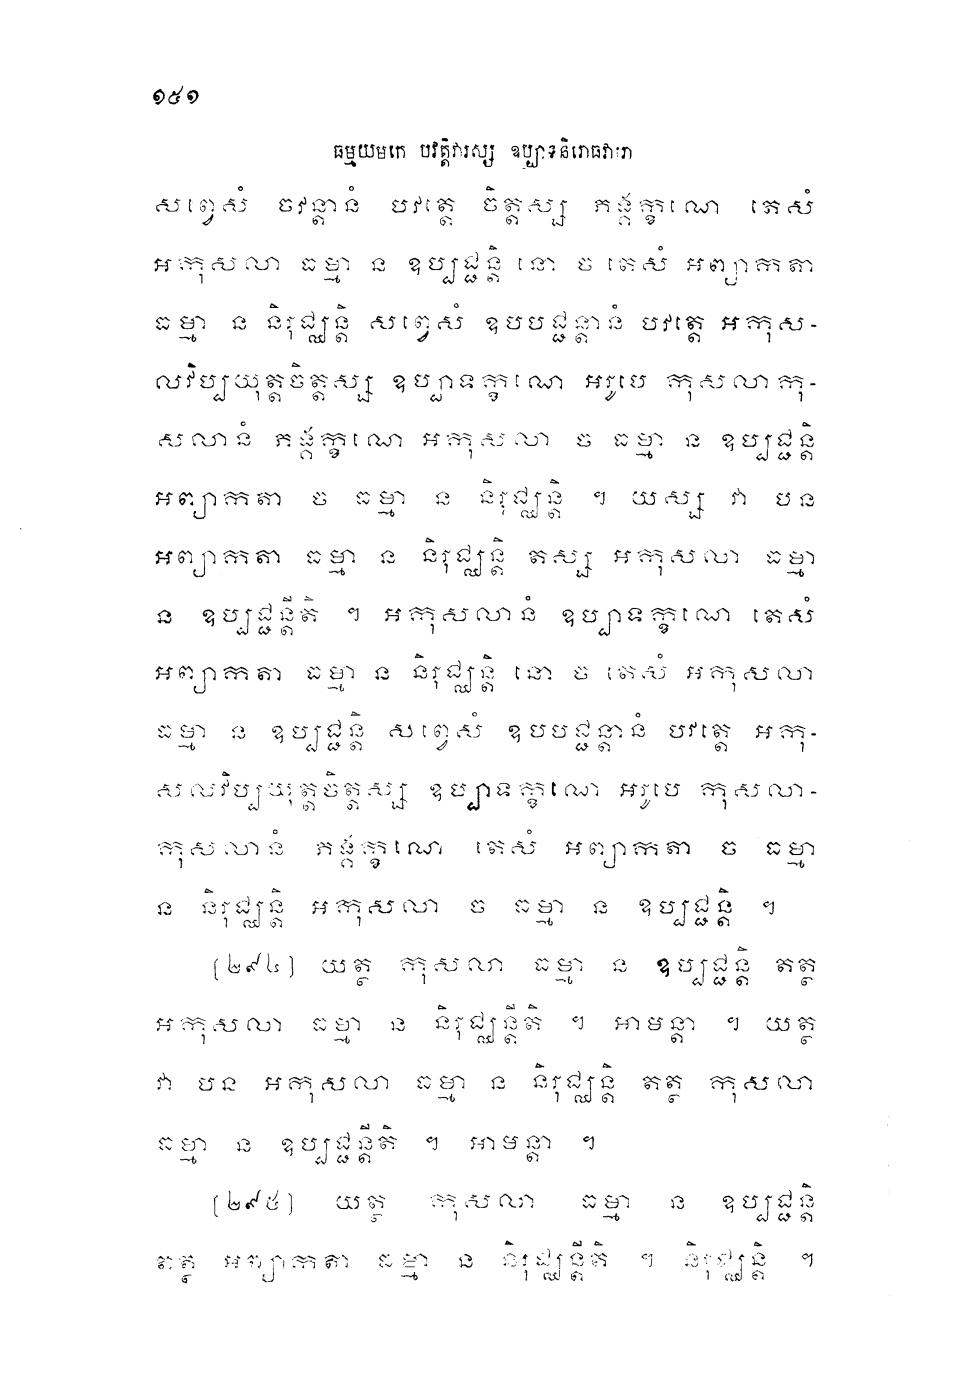 ១៥១
ធម្មយមកេ បវត្តិវារស្ស ឧប្បាទនិរោធវារោ
សព្វេសំ ចវន្តានំ បវត្តេ ចិត្តស្ស ភង្គក្ខណេ តេសំ
អកុសលា ធម្មា ន ឧប្បជ្ជន្តិ នោ ច តេសំ អព្យាកតា
ធម្មា ន និរុជ្ឈន្តិ សព្វេសំ ឧបបជ្ជន្តានំ បវត្តេ អកុស-
លវិប្បយុត្តចិត្តស្ស ឧប្បាទក្ខណេ អរូបេ កុសលាកុ-
សលានំ ភង្គក្ខណេ អកុសលា ច ធម្មា ន ឧប្បជ្ជន្តិ
អព្យាកតា ច ធម្មា ន និរុជ្ឈន្តិ ។ យស្ស វា បន
អព្យាកតា ធម្មា ន និរុជ្ឈន្តិ តស្ស អកុសលា ធម្មា
ន ឧប្បជ្ជន្តីតិ ។ អកុសលានំ ឧប្បាទក្ខណេ តេសំ
អព្យាកតា ធម្មា ន និរុជ្ឈន្តិ នោ ច តេសំ អកុសលា
ធម្មា ន ឧប្បជ្ជន្តិ សព្វេសំ ឧបបជ្ជន្តានំ បវត្តេ អកុ-
សលវិប្បយុត្តចិត្តស្ស ឧប្បាទក្ខណេ អរូបេ កុសលា-
កុសលានំ ភង្គក្ខណេ តេសំ អព្យាកតា ច ធម្មា
ន និរុជ្ឈន្តិ អកុសលា ច ធម្មា ន ឧប្បជ្ជន្តិ ។
(២៩៤) យត្ថ កុសលា ធម្មា ន ឧប្បជ្ជន្តិ តត្ថ
អកុសលា ធម្មា ន និរុជ្ឈន្តីតិ ។ អាមន្តា ។ យត្ថ
វា បន អកុសលា ធម្មា ន និរុជ្ឈន្តិ តត្ថ កុសលា
ធម្មា ន ឧប្បជ្ជន្តីតិ ។ អាមន្តា ។
(២៩៥) យត្ថ កុសលា ធម្មា ន ឧប្បជ្ជន្តិ
តត្ថ អព្យាកតា ធម្មា ន និរុជ្ឈន្តីតិ ។ និរុជ្ឈន្តិ ។